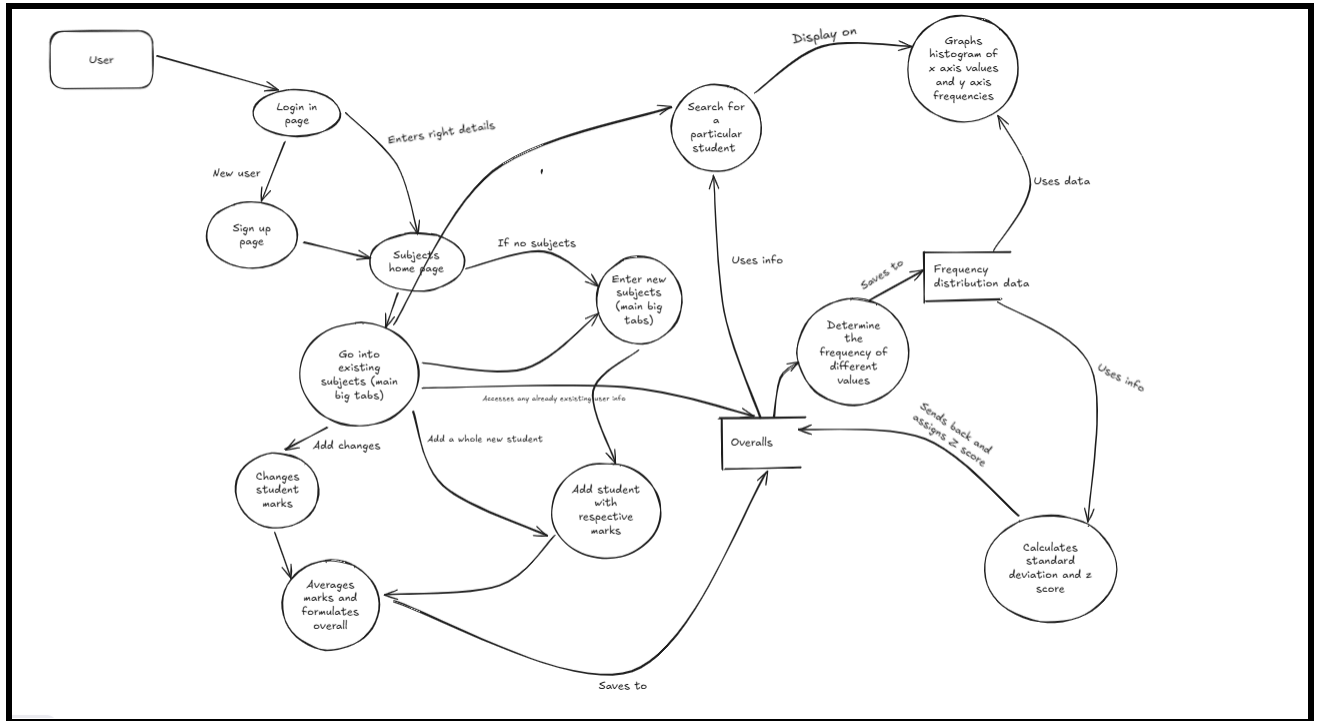 User
Login in
page
Enters right details
New user
Sign up
page
Subjects
home page
If no subjects
Enter new
subjects
(main big
tabs)
Search for
a
particular
student
Display on
Graphs
histogram of
x axis values
and y axis
frequencies
Uses data
Uses info
Saves to
Frequency
distribution data
Determine
the
frequency of
different
values
Uses info
Go into
existing
subjects (main
big tabs)
Accesses any already exsisting user info
Add changes
Add a whole new student
Overalls
Sends back and
assigns Z score
Changes
student
marks
Add student
with
respective
marks
Calculates
standard
deviation and z
score
Averages
marks and
formulates
overall
Saves to